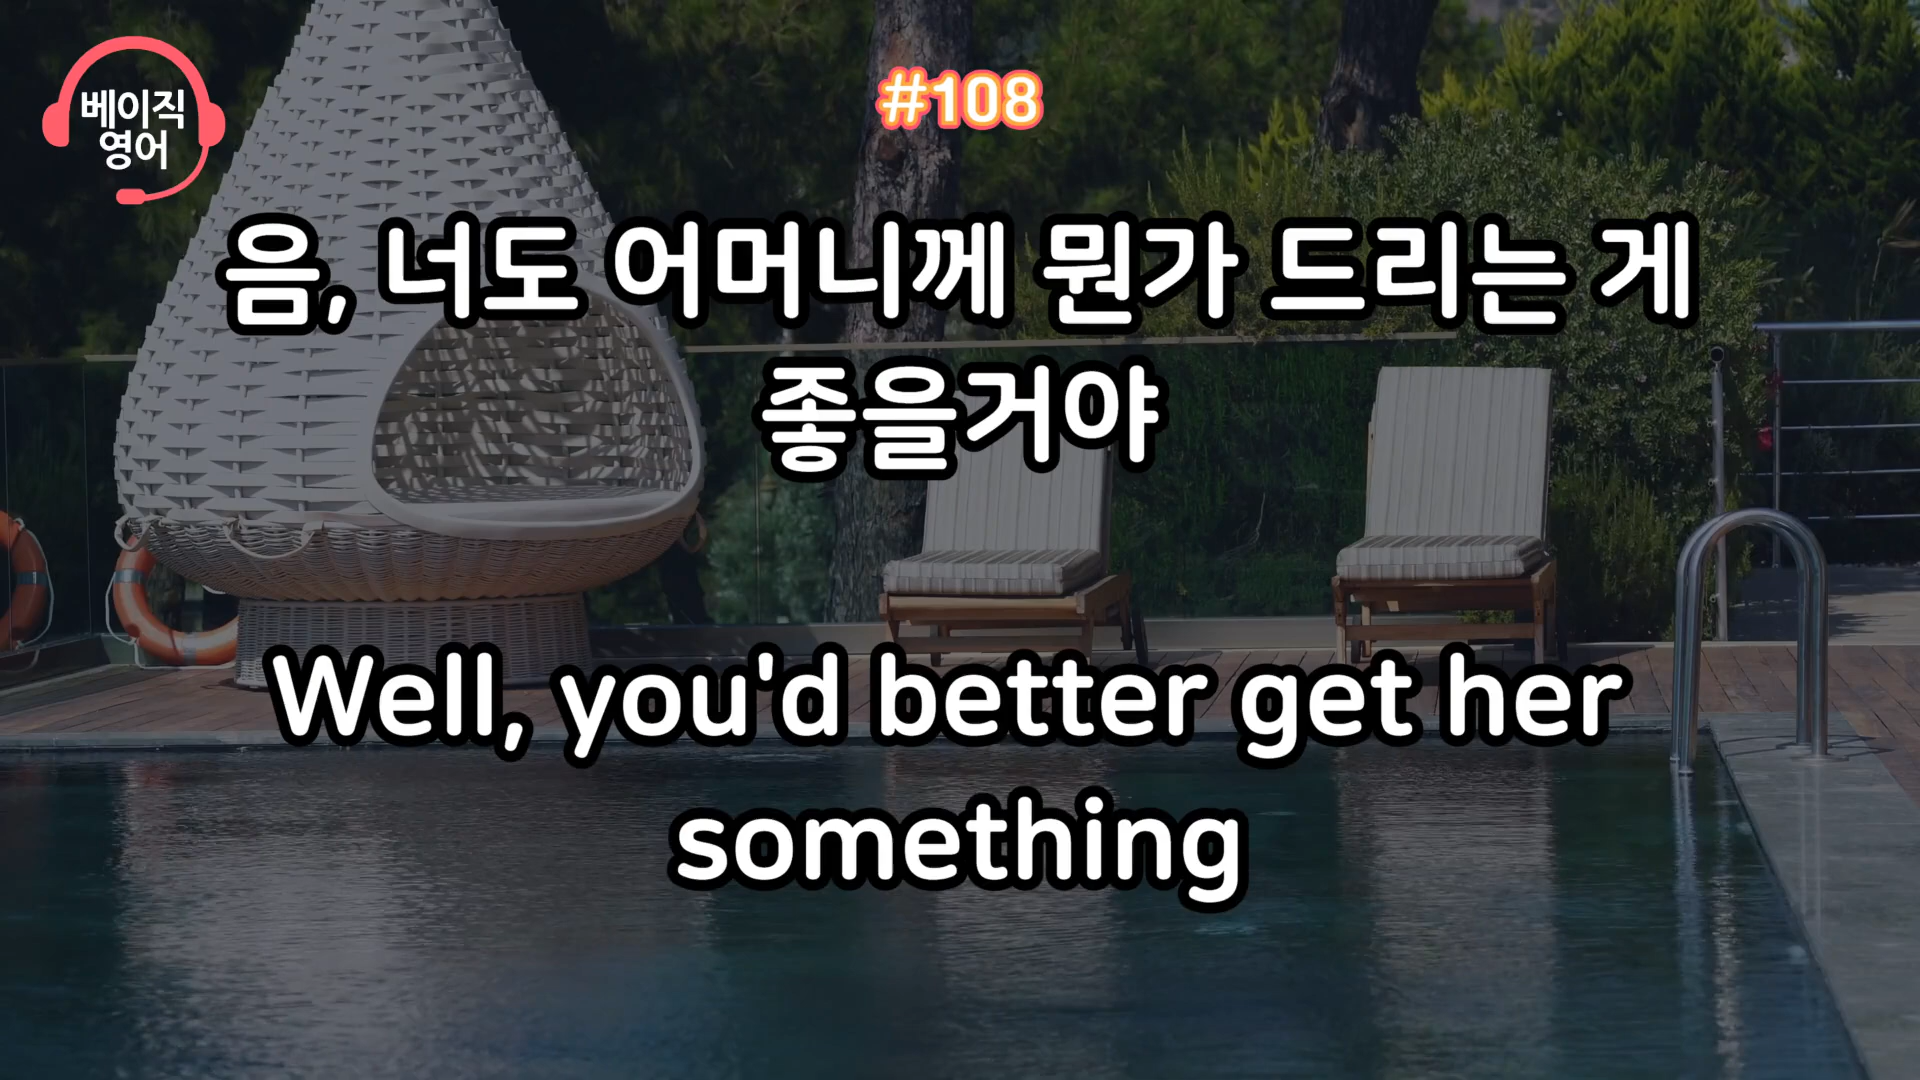 베이직
영어
#108
음, 너도 어머니께 뭔가 드리는 게
좋을거야
Well, you'd better get her
something